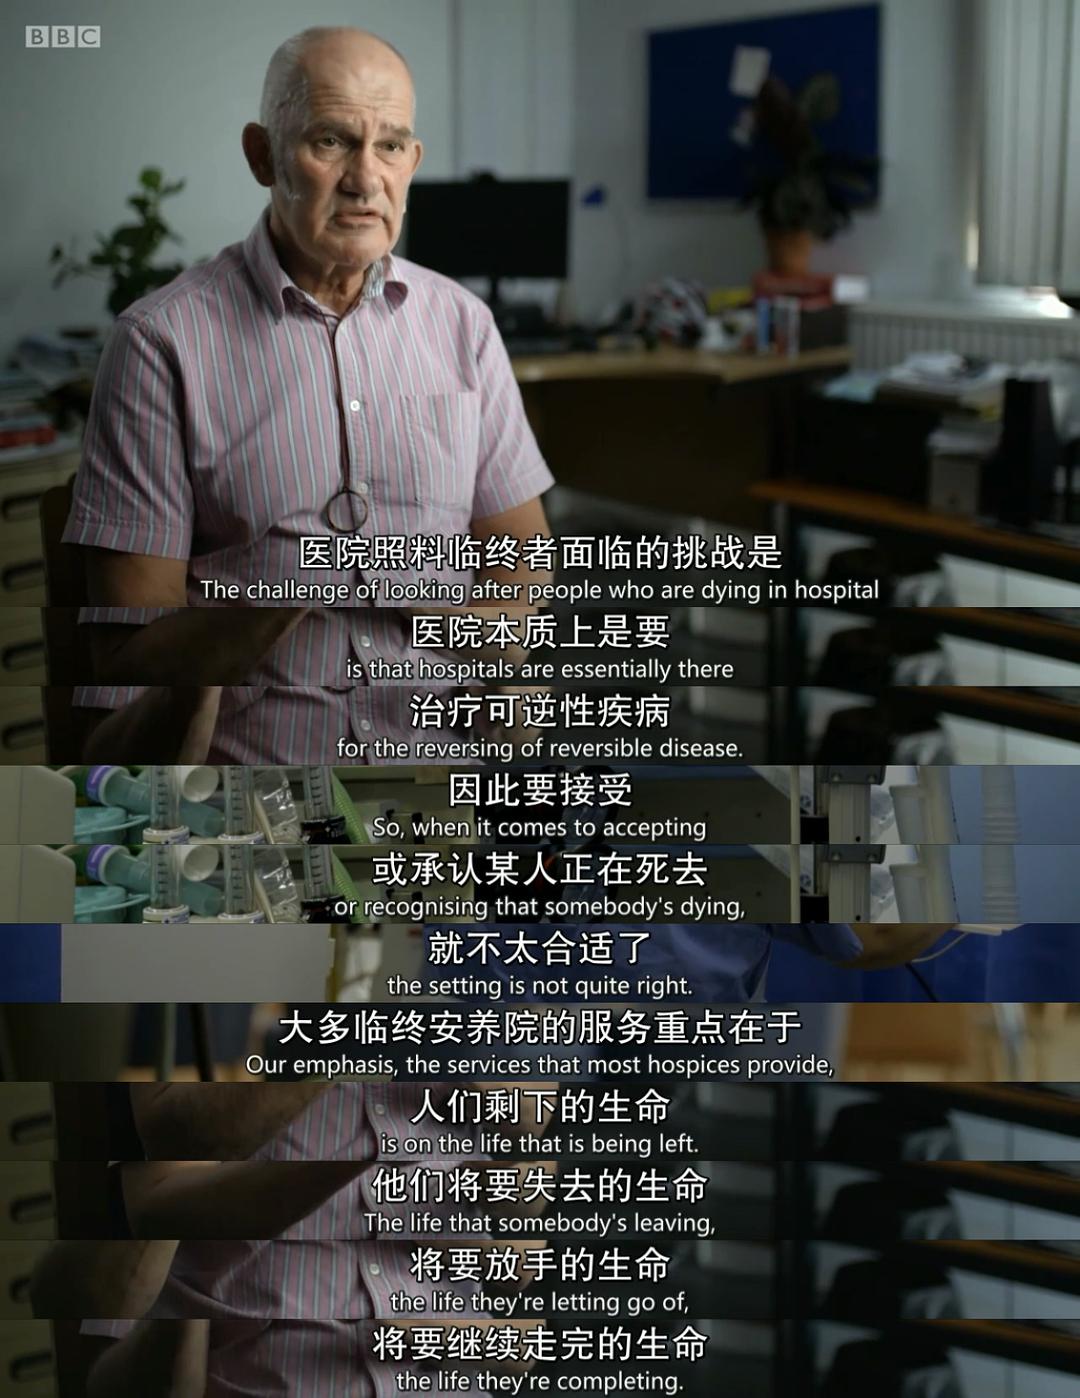 BBC
医院照料临终者面临的挑战是
The challenge of looking after people who are dying in hospital
医院本质上是要
is that hospitals are essentially there
治疗可逆性疾病
for the reversing of reversible disease.
因此要接受
So, when it comes to accepting
或承认某人正在死去
or recognising that somebody's dying,
就不太合适了
the setting is not quite right.
大多临终安养院的服务重点在于
Our emphasis, the services that most hospices provide,
人们剩下的生命
is on the life that is being left.
他们将要失去的生命
The life that somebody's leaving,
将要放手的生命
the life they're letting go of,
将要继续走完的生命
the life they're completing.